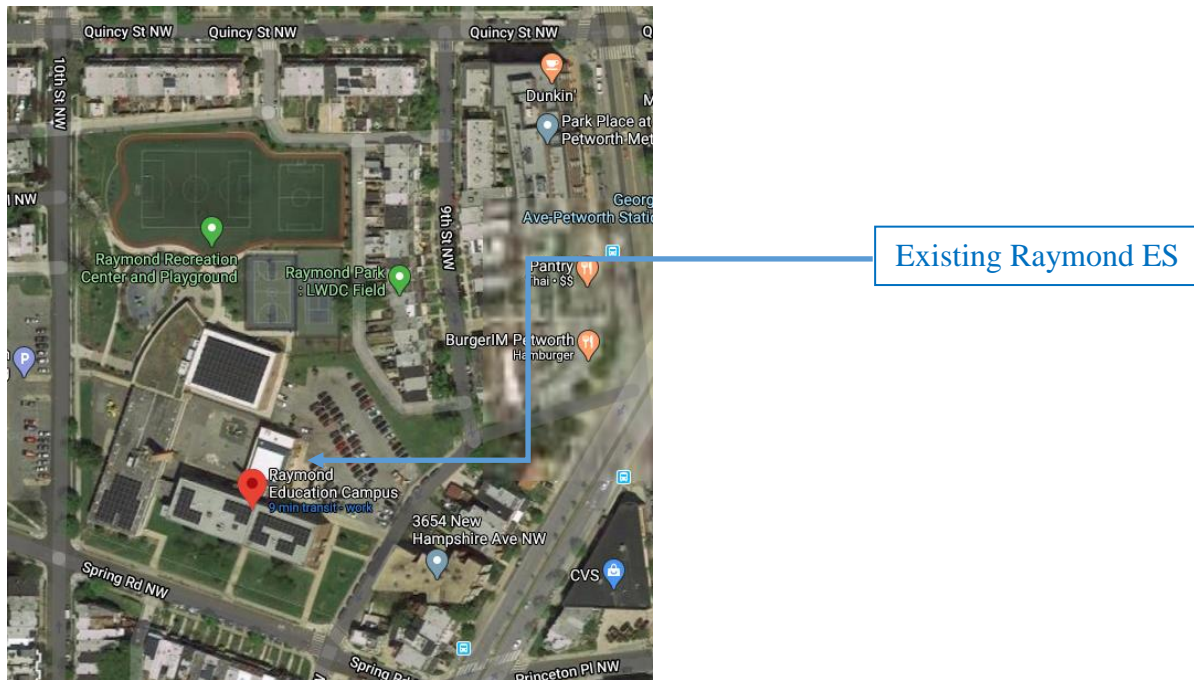 Quincy St NW
Quincy St NW
Quincy St NW
Q
10th St NW
Dunkin'
M
Park Place at
Petworth-Met
NW
Georg
Ave-Petworth Static
9th St NW
Raymond Recreation
Center and Playground
Raymond Park
: LWDC Field
Pantry
Thai • $$
Existing Raymond ES
BurgerIM Petworth
Hamburger
P
Raymond
Education Campus
9 min transit - work
3654 New
Hampshire Ave NW
CVS
Spring Rd NW
Spring Rd
Princeton Pl NW